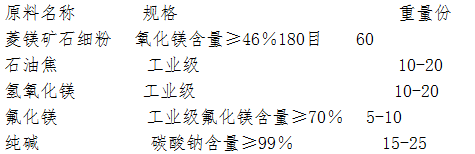 原料名称 规格 重量份
菱镁矿石细粉 氧化镁含量≥46%180目 60
石油焦 工业级 10-20
氢氧化镁 工业级 10-20
氟化镁 工业级氟化镁含量≥70% 5-10
纯碱 碳酸钠含量≥99% 15-25